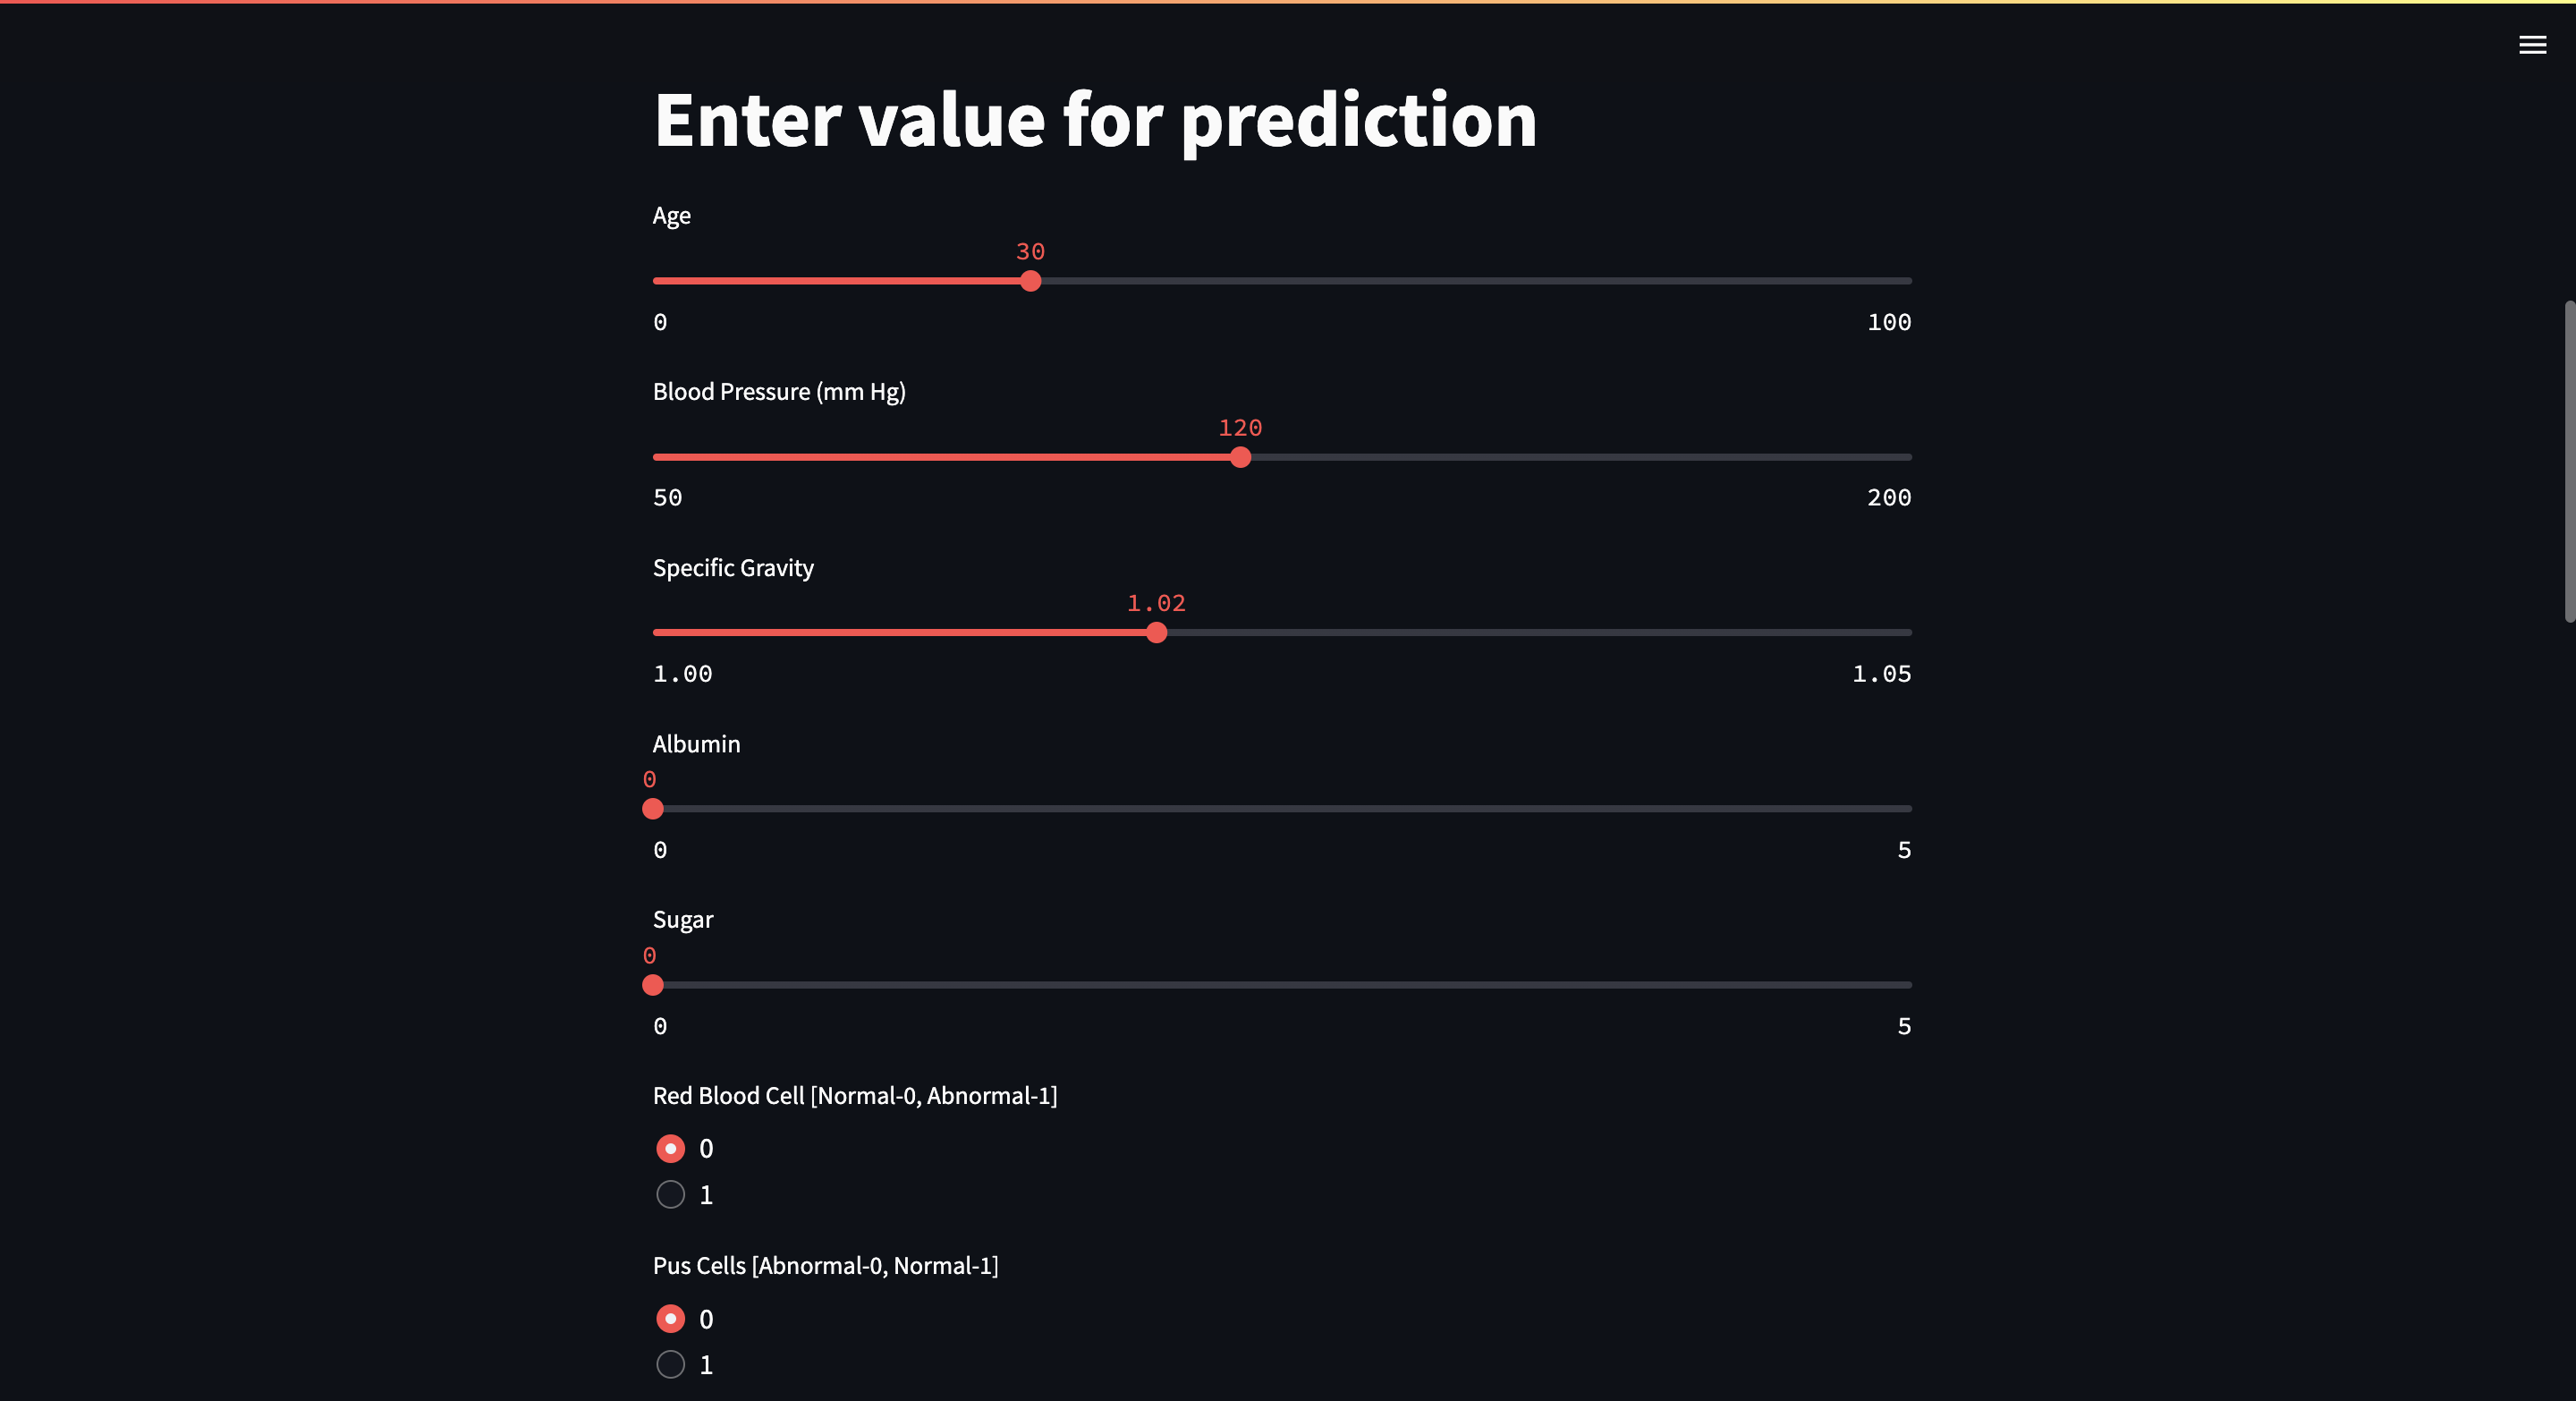 Enter value for prediction
Age
30
0 100
Blood Pressure (mm Hg)
120
50 200
Specific Gravity
1.02
1.00 1.05
Albumin
0
0 5
Sugar
0
0 5
Red Blood Cell [Normal-0, Abnormal-1]
0
1
Pus Cells [Abnormal-0, Normal-1]
0
1